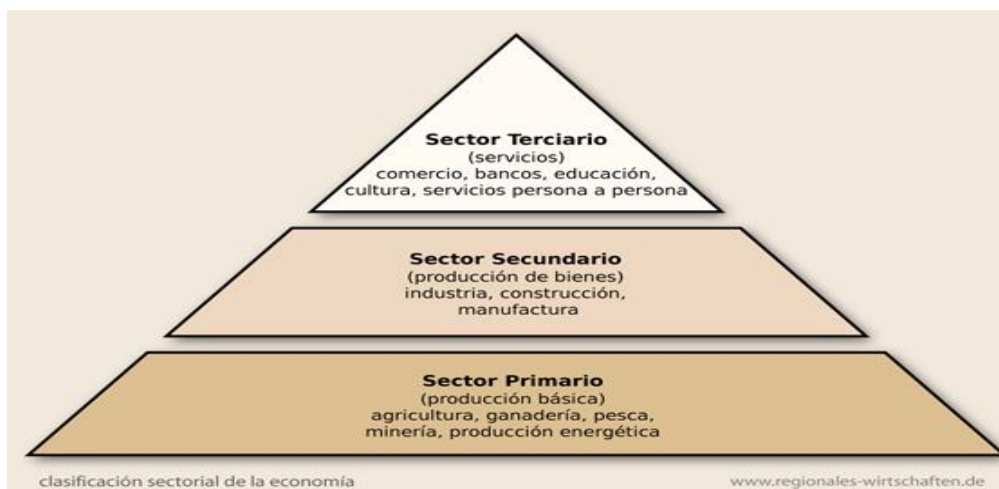 Sector Terciario
(servicios)
comercio, bancos, educación,
cultura, servicios persona a persona
Sector Secundario
(producción de bienes)
industria, construcción,
manufactura
Sector Primario
(producción básica)
agricultura, ganadería, pesca,
minería, producción energética
clasificación sectorial de la economía
www.regionales-wirtschaften.de